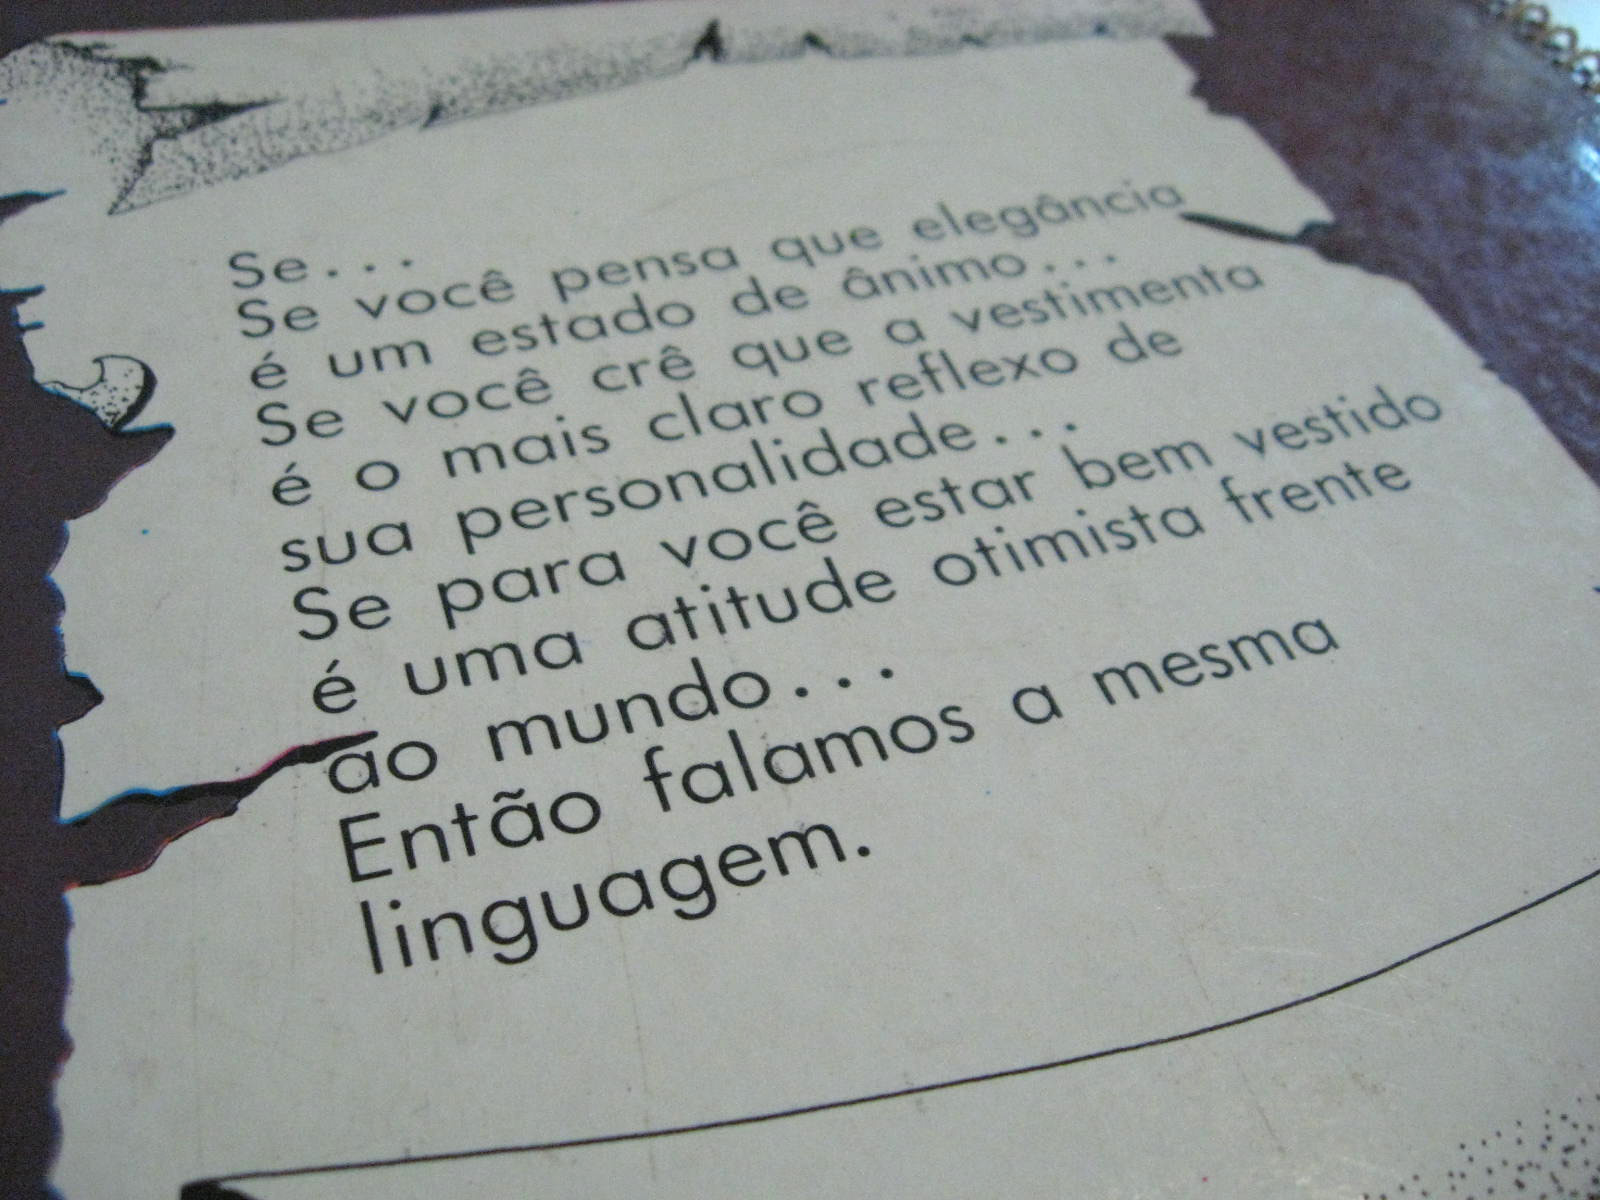 Se...
Se você pensa que elegância
é um estado de ânimo...
Se você crê que a vestimenta
é o mais claro reflexo de
sua personalidade...
Se para você estar bem vestido
é uma atitude otimista frente
ao mundo...
Então falamos a mesma
linguagem.